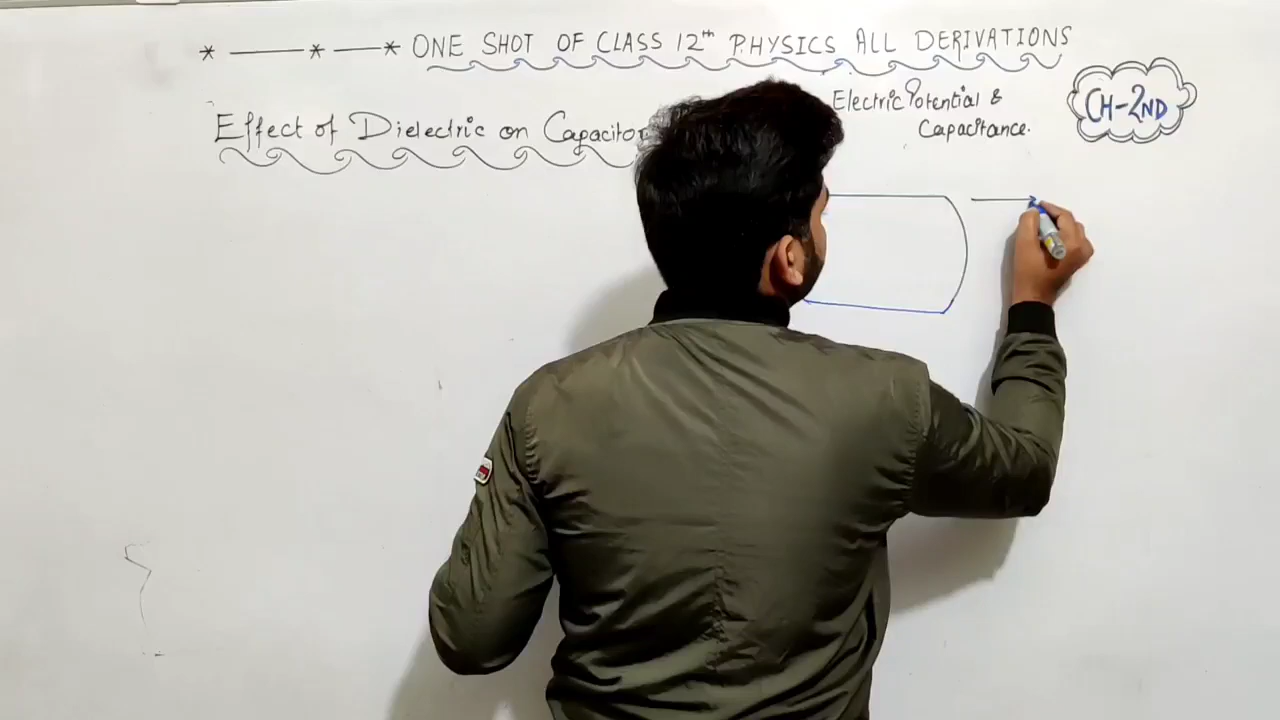 * ——— * —— * ONE SHOT OF CLASS 12th PHYSICS ALL DERIVATIONS
Electric Potential &
Capacitance.
CH-2ND
Effect of Dielectric on Capacitor